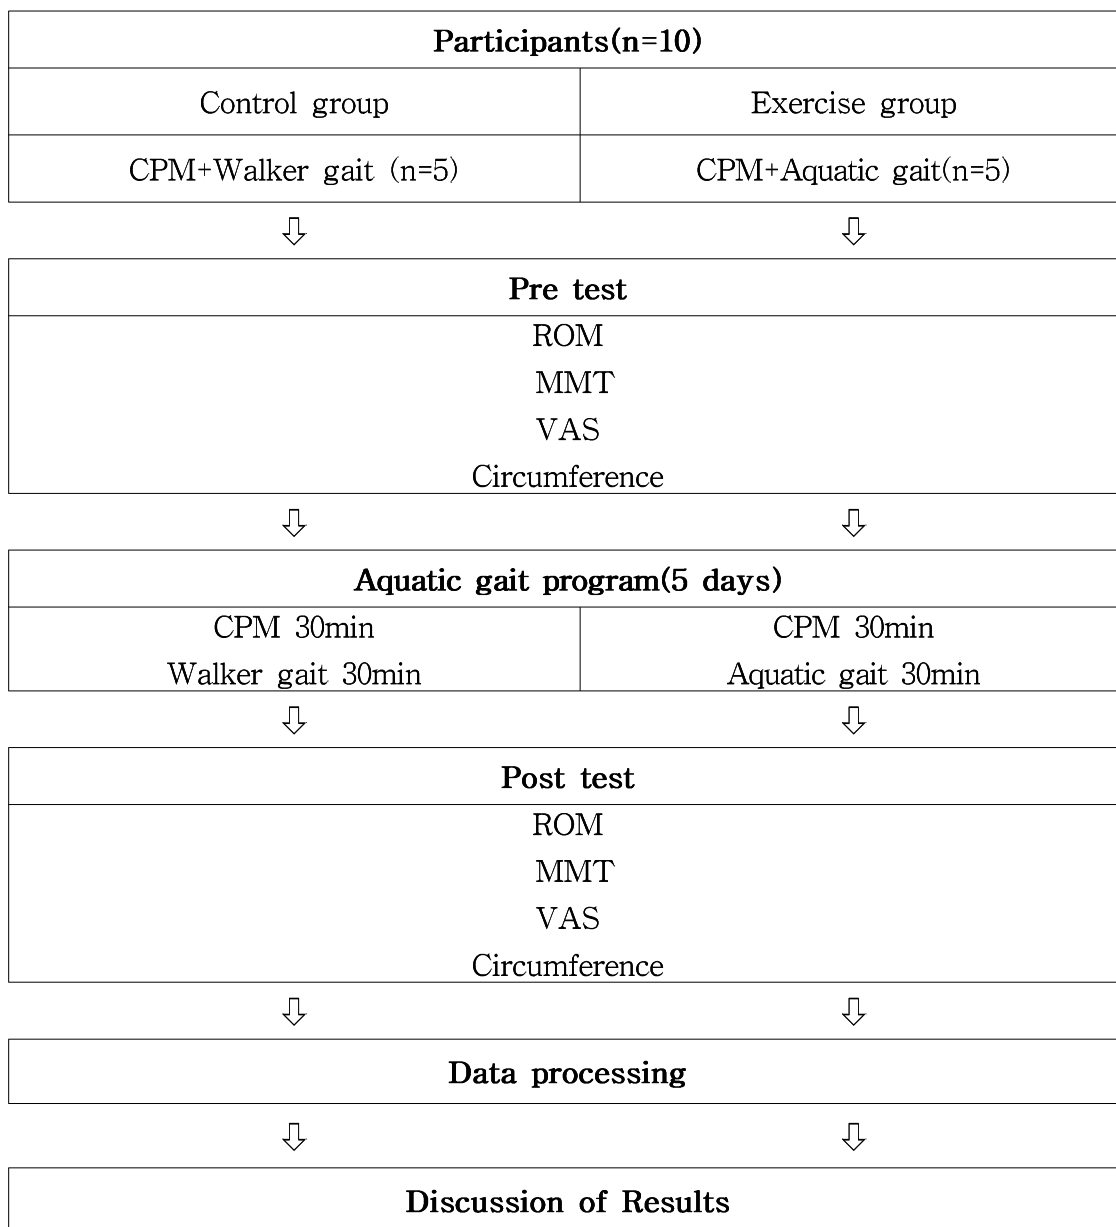 Participants(n=10)
Control group
Exercise group
CPM+Walker gait (n=5)
CPM+Aquatic gait(n=5)
⇩
⇩
Pre test
ROM
MMT
VAS
Circumference
⇩
⇩
Aquatic gait program(5 days)
CPM 30min
Walker gait 30min
CPM 30min
Aquatic gait 30min
⇩
⇩
Post test
ROM
MMT
VAS
Circumference
⇩
⇩
Data processing
⇩
⇩
Discussion of Results